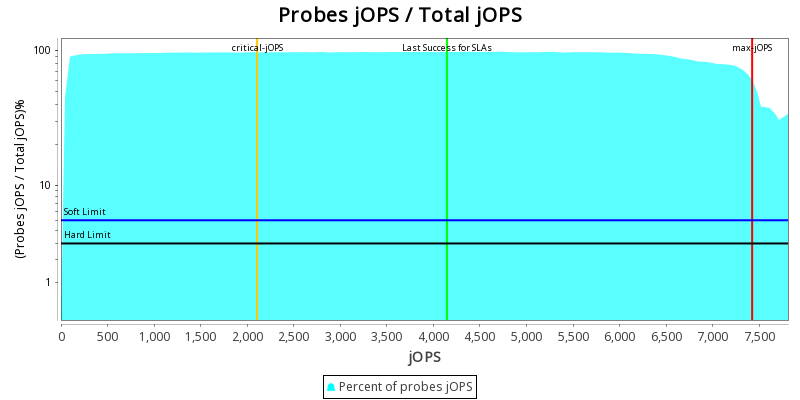 Probes jOPS / Total jOPS
(Probes jOPS / Total jOPS)%
100
10
1
critical-jOPS
Last Success for SLAs
max-jOPS
Soft Limit
Hard Limit
0 500 1,000 1,500 2,000 2,500 3,000 3,500 4,000 4,500 5,000 5,500 6,000 6,500 7,000 7,500
jOPS
Percent of probes jOPS